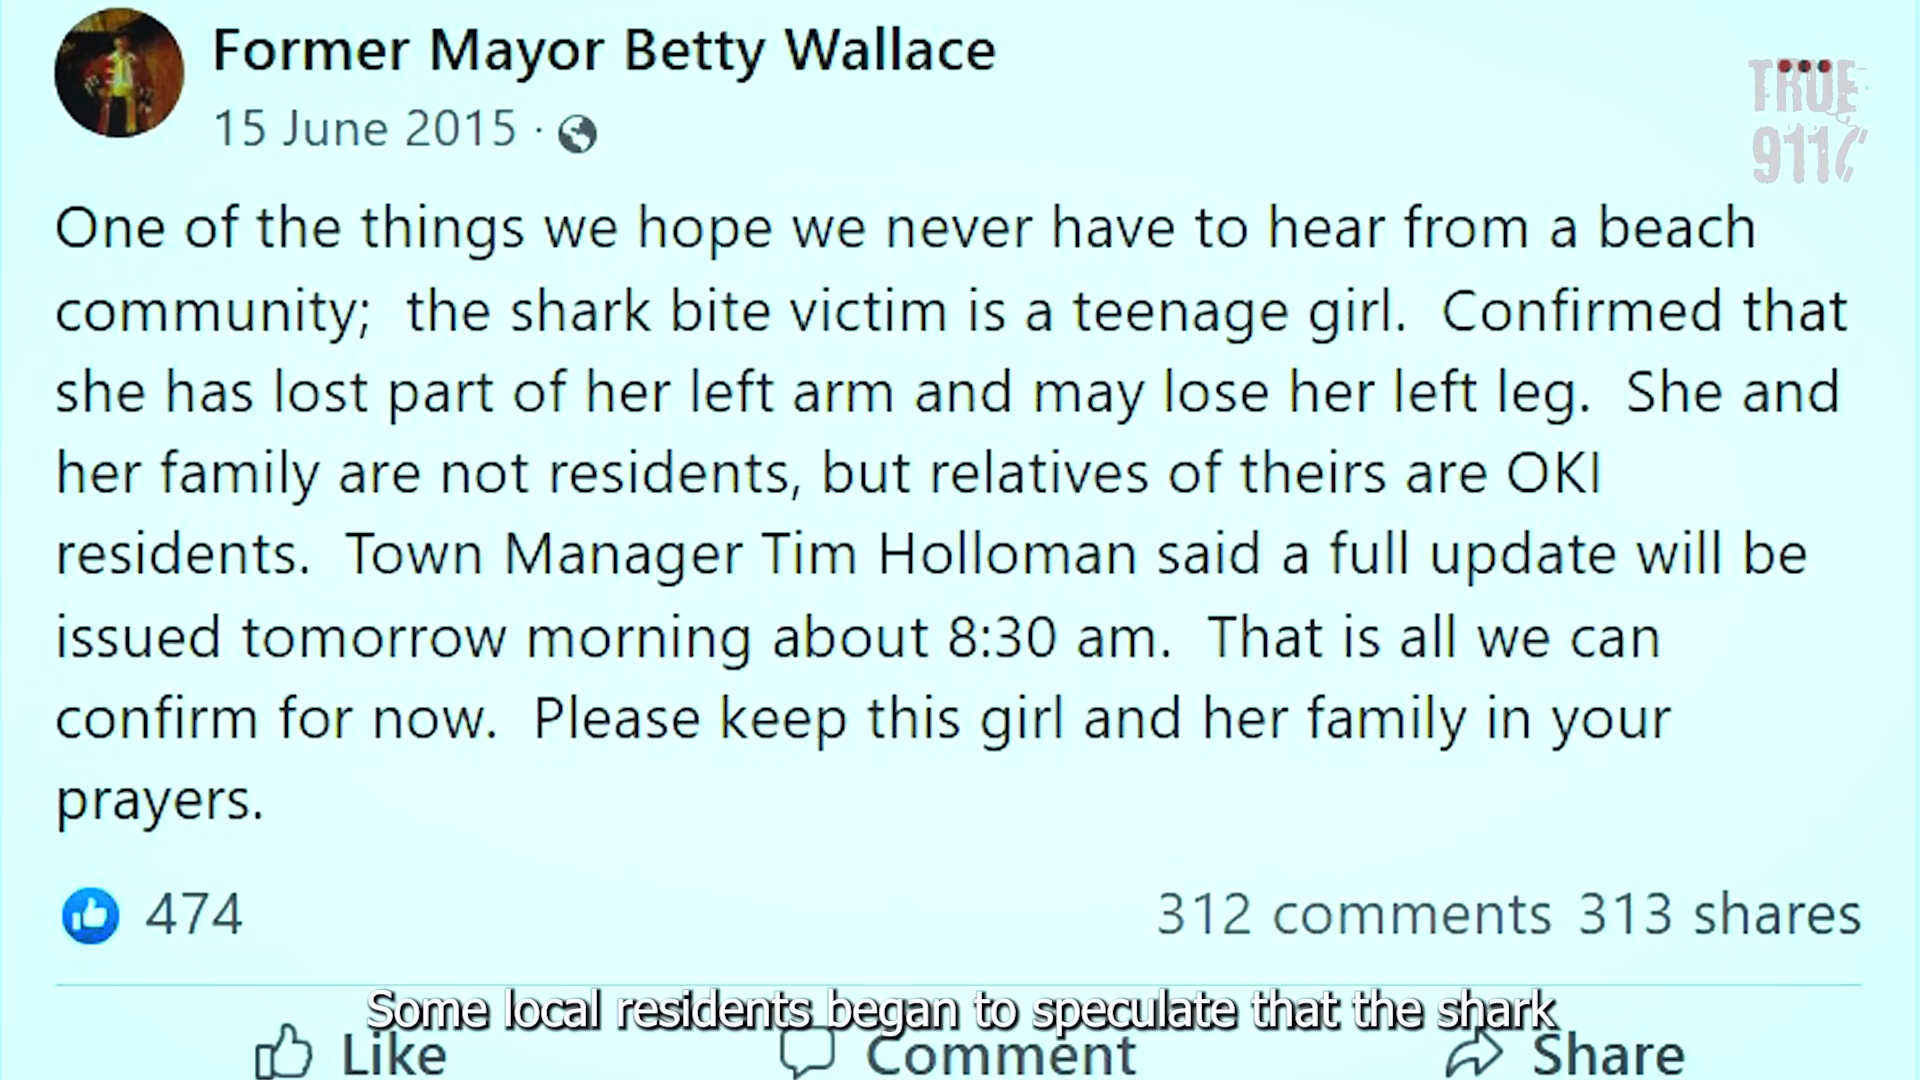 Former Mayor Betty Wallace
15 June 2015 ·
TRUE
911
One of the things we hope we never have to hear from a beach
community;  the shark bite victim is a teenage girl.  Confirmed that
she has lost part of her left arm and may lose her left leg.  She and
her family are not residents, but relatives of theirs are OKI
residents.  Town Manager Tim Holloman said a full update will be
issued tomorrow morning about 8:30 am.  That is all we can
confirm for now.  Please keep this girl and her family in your
prayers.
474
312 comments 313 shares
Some local residents began to speculate that the shark
Like
Comment
Share